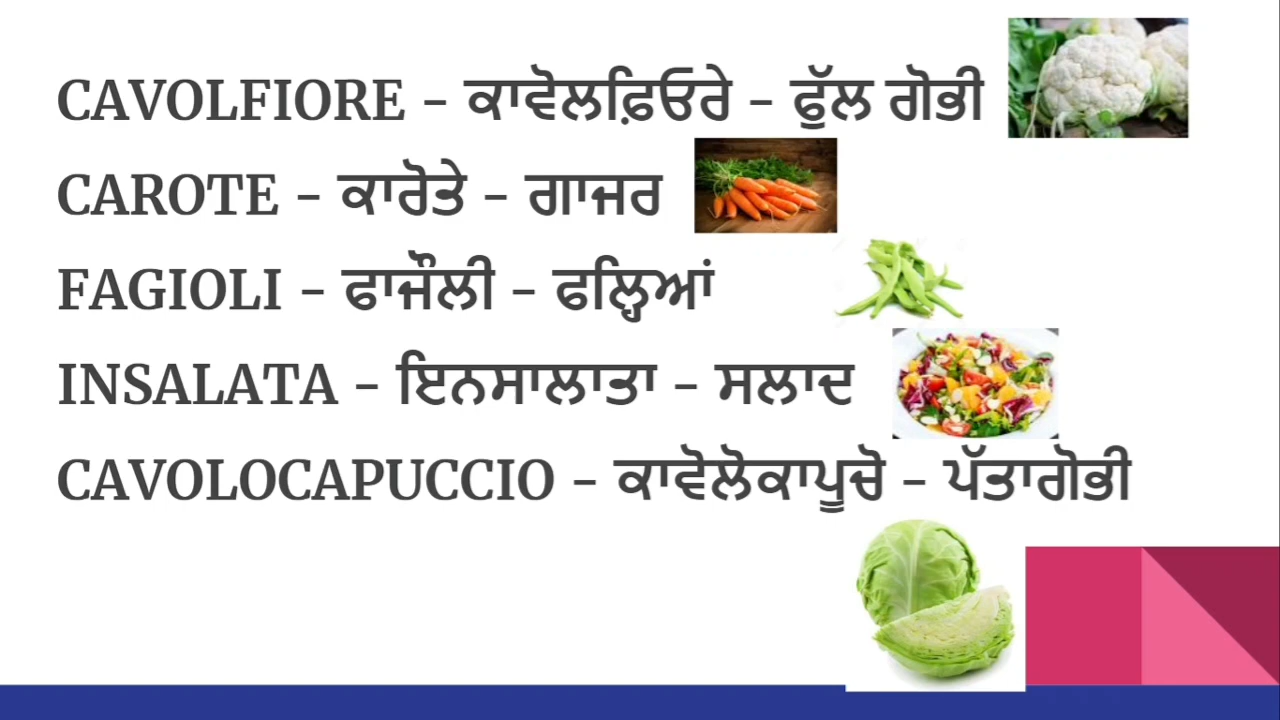 CAVOLFIORE – ਕਾਵੋਲਫ਼ਿਓਰੇ – ਫੁੱਲ ਗੋਭੀ
CAROTE – ਕਾਰੋਤੇ – ਗਾਜਰ
FAGIOLI – ਫਾਜੌਲੀ – ਫਲ੍ਹਿਆਂ
INSALATA – ਇਨਸਾਲਾਤਾ – ਸਲਾਦ
CAVOLOCAPUCCIO – ਕਾਵੋਲੋਕਾਪੂਚੋ – ਪੱਤਾਗੋਭੀ